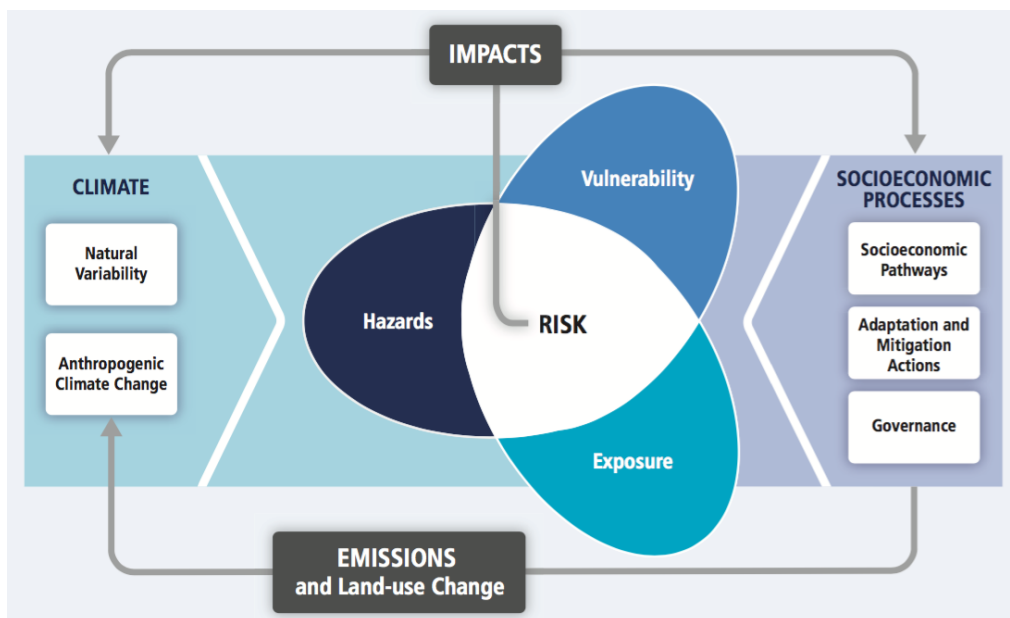 IMPACTS
CLIMATE
Natural
Variability
Anthropogenic
Climate Change
Vulnerability
Hazards
RISK
Exposure
SOCIOECONOMIC
PROCESSES
Socioeconomic
Pathways
Adaptation and
Mitigation
Actions
Governance
EMISSIONS
and Land-use Change